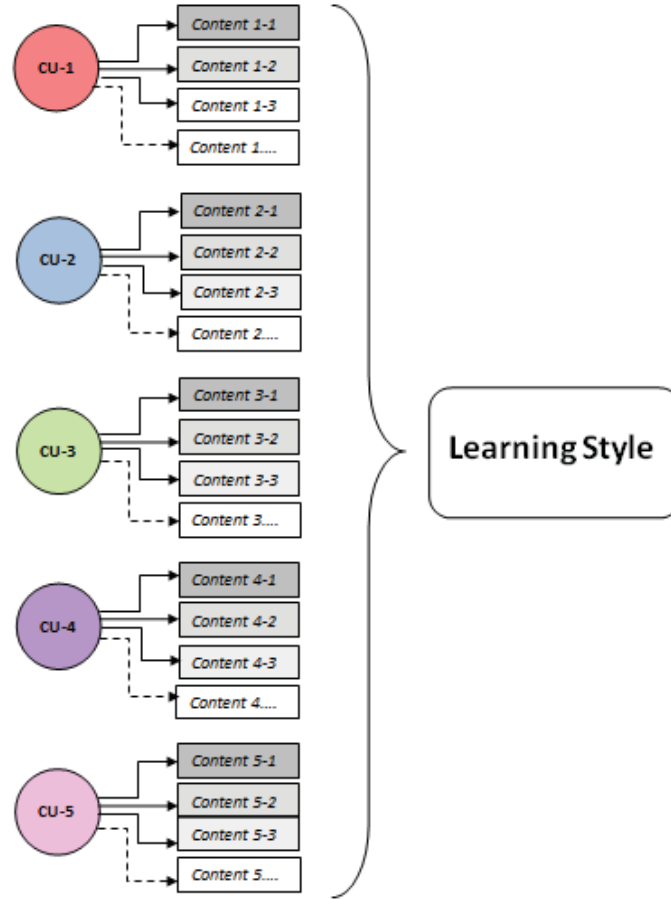 CU-1
Content 1-1
Content 1-2
Content 1-3
Content 1....
CU-2
Content 2-1
Content 2-2
Content 2-3
Content 2....
CU-3
Content 3-1
Content 3-2
Content 3-3
Content 3....
CU-4
Content 4-1
Content 4-2
Content 4-3
Content 4....
CU-5
Content 5-1
Content 5-2
Content 5-3
Content 5....
Learning Style